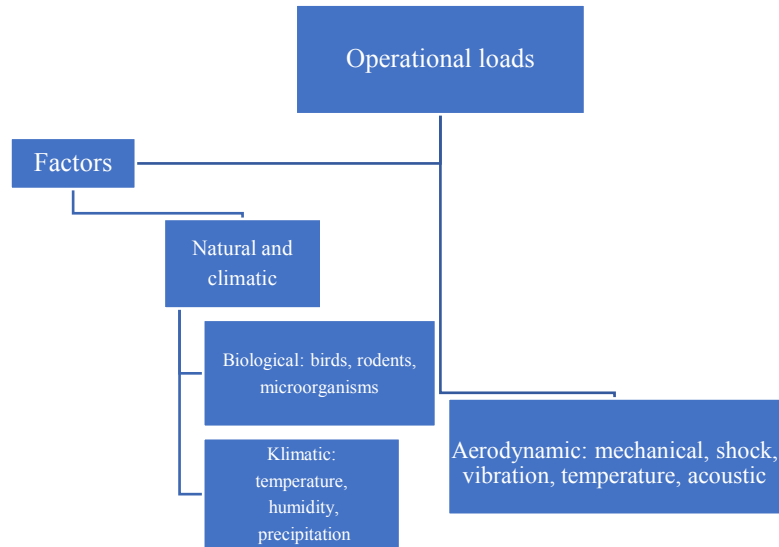 Operational loads
Factors
Natural and
climatic
Biological: birds, rodents,
microorganisms
Klimatic:
temperature,
humidity,
precipitation
Aerodynamic: mechanical, shock,
vibration, temperature, acoustic